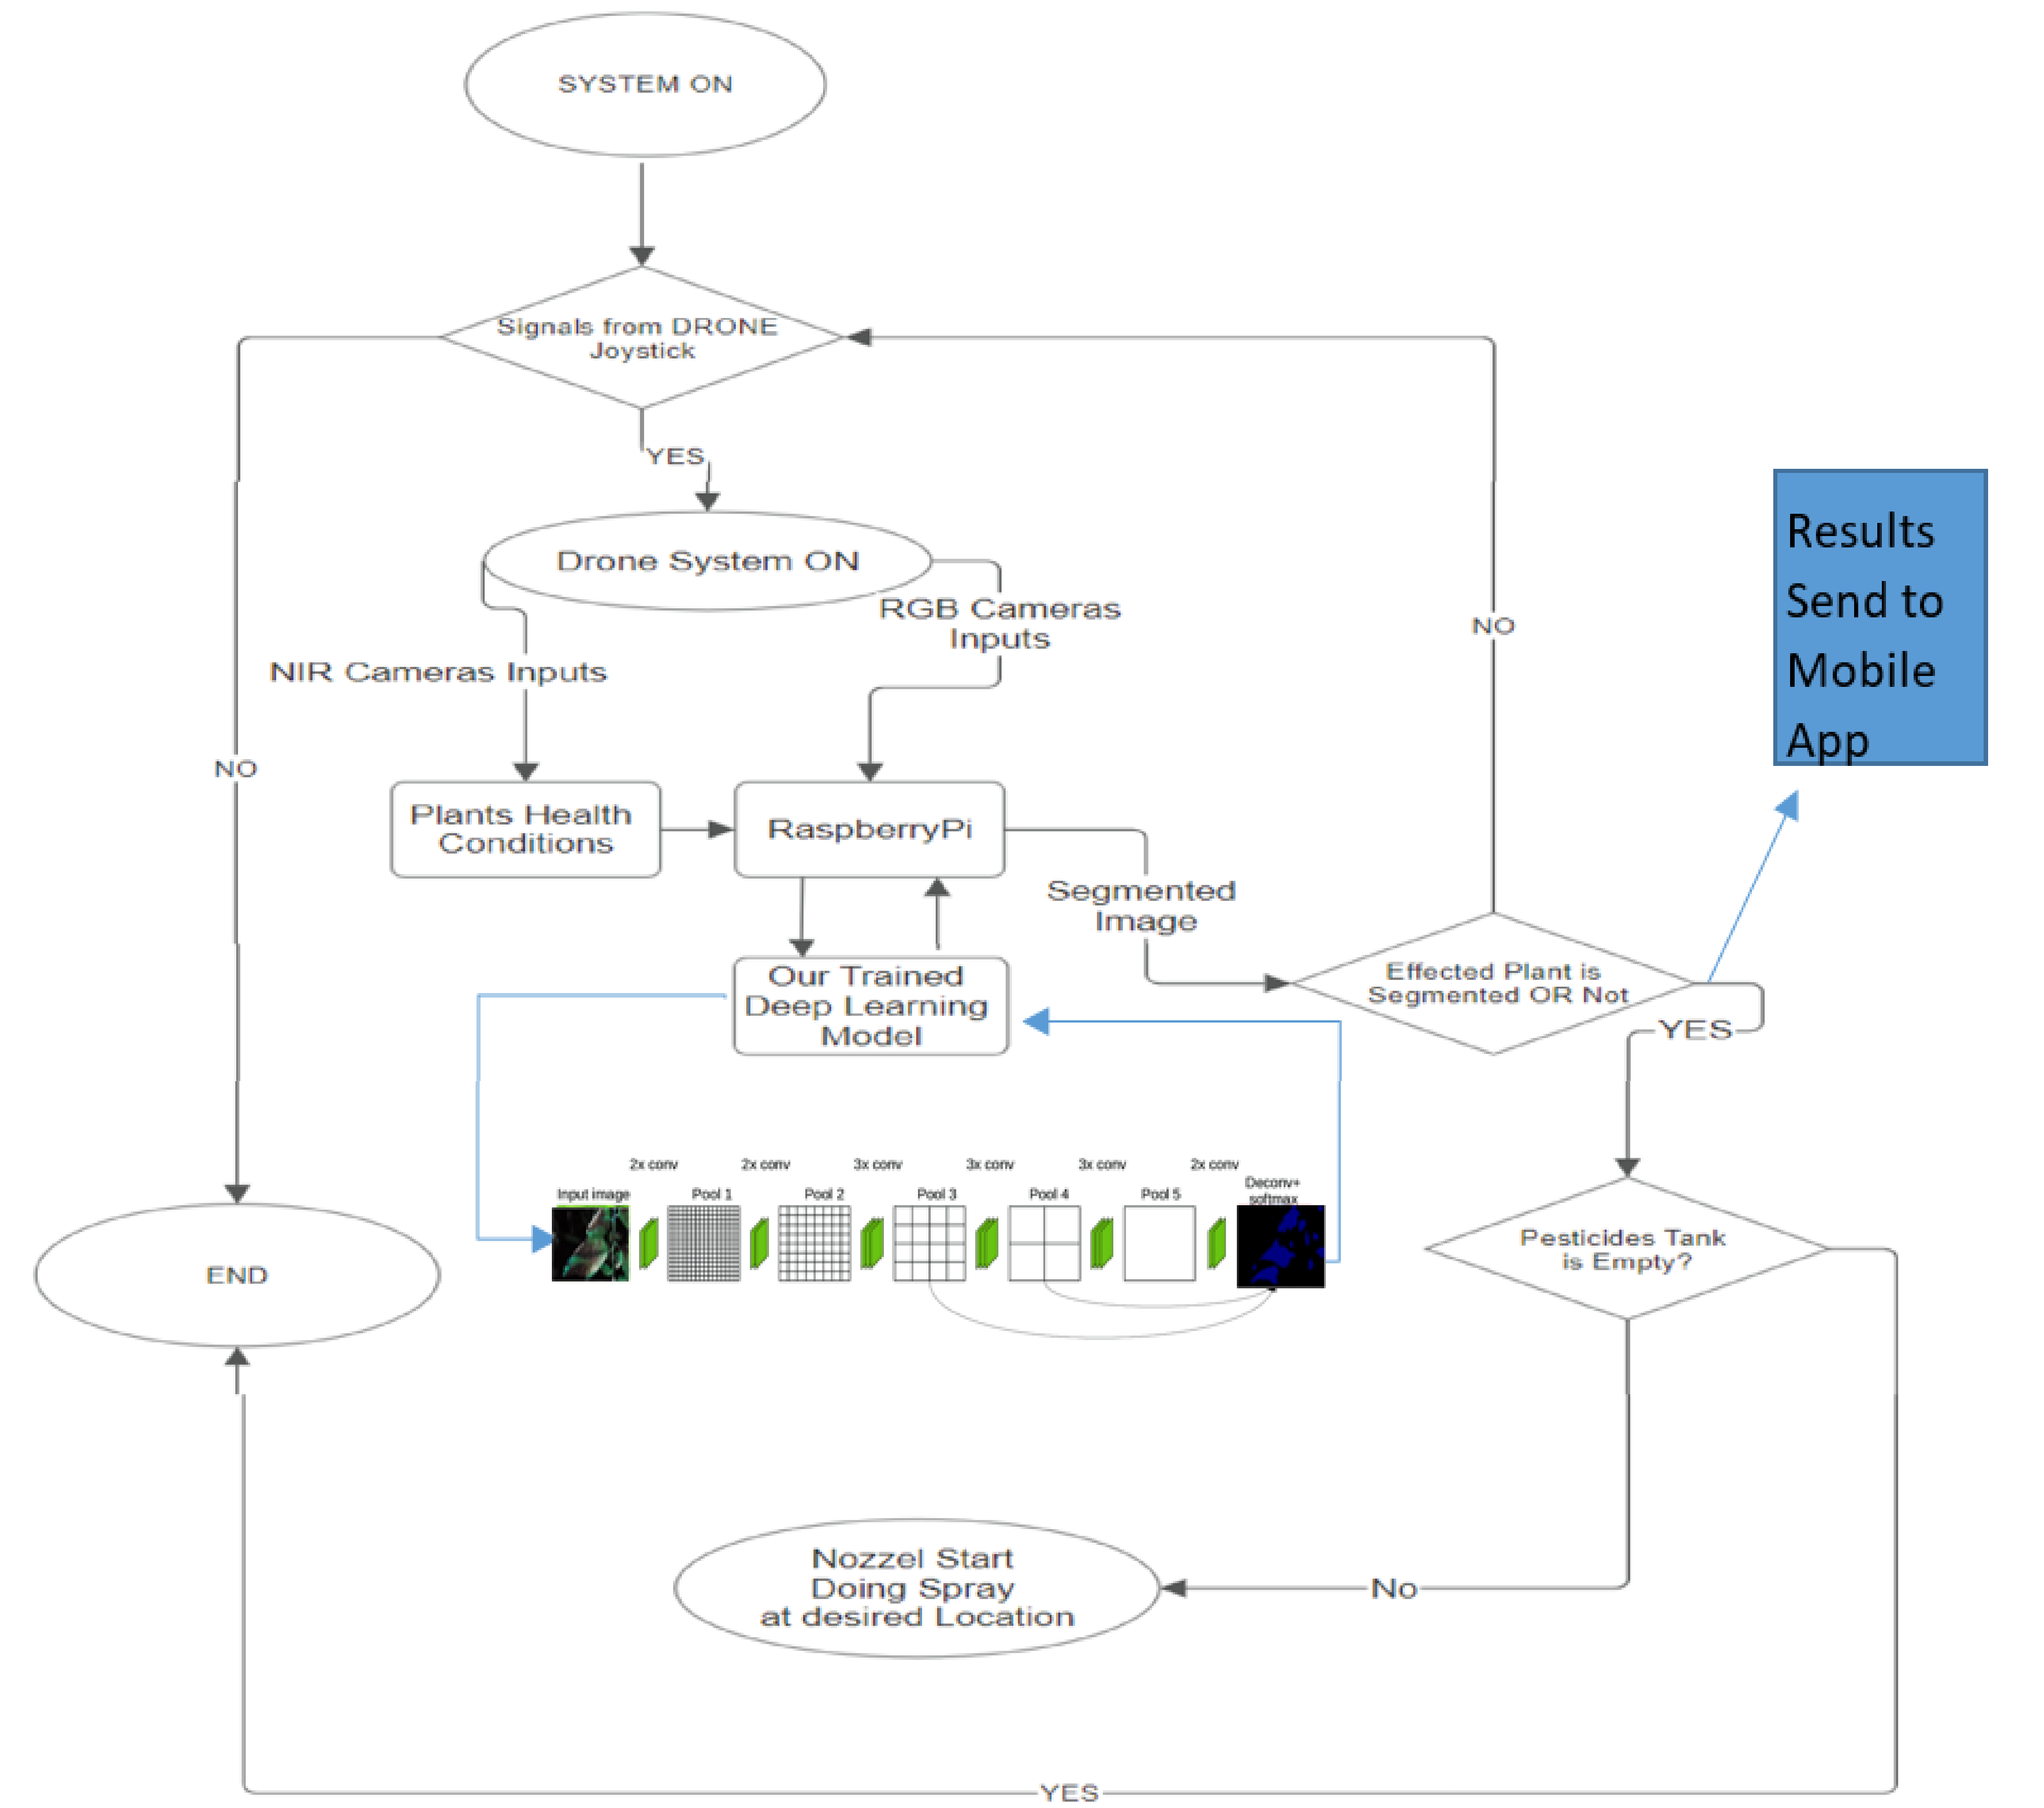 SYSTEM ON
Signals from DRONE
Joystick
YES
Drone System ON
RGB Cameras
Inputs
NIR Cameras Inputs
NO
NO
Results
Send to
Mobile
App
Plants Health
Conditions
RaspberryPi
Segmented
Image
Our Trained
Deep Learning
Model
Effected Plant is
Segmented OR Not
YES
2x conv
2x conv
3x conv
3x conv
3x conv
2x conv
Input image
Pool 1
Pool 2
Pool 3
Pool 4
Pool 5
Deconv+
softmax
END
Pesticides Tank
is Empty?
Nozzel Start
Doing Spray
at desired Location
No
YES